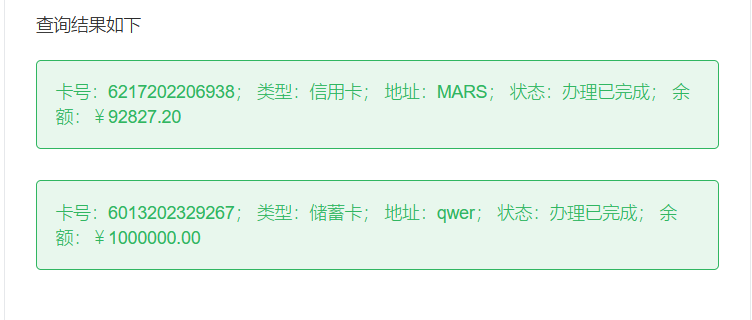 查询结果如下
卡号：6217202206938； 类型：信用卡； 地址：MARS； 状态：办理已完成； 余
额：￥92827.20
卡号：6013202329267； 类型：储蓄卡； 地址：qwer； 状态：办理已完成； 余
额：￥1000000.00